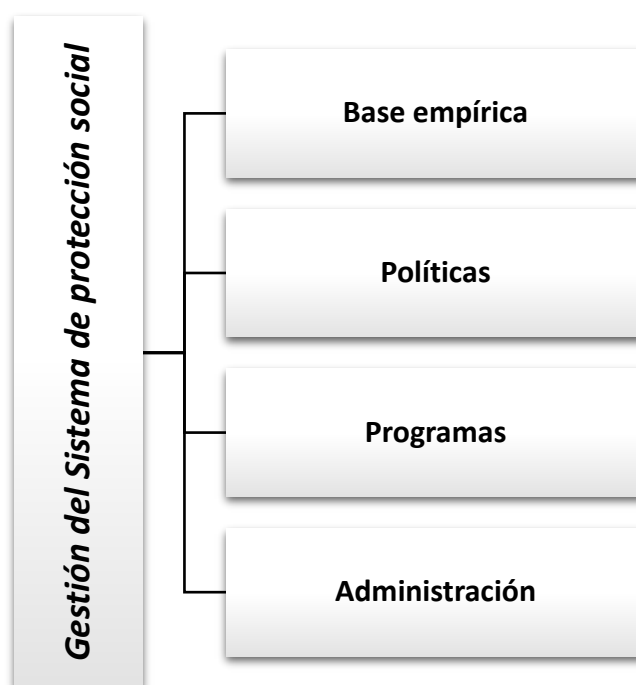 Gestión del Sistema de protección social
Base empírica
Políticas
Programas
Administración